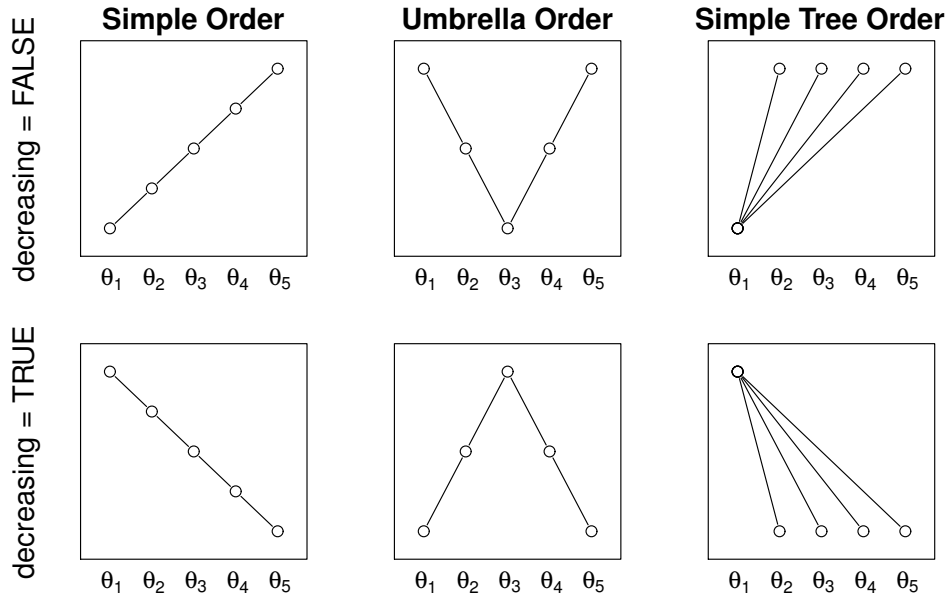 Simple Order
Umbrella Order
Simple Tree Order
decreasing = FALSE
θ₁ θ₂ θ₃ θ₄ θ₅
θ₁ θ₂ θ₃ θ₄ θ₅
θ₁ θ₂ θ₃ θ₄ θ₅
decreasing = TRUE
θ₁ θ₂ θ₃ θ₄ θ₅
θ₁ θ₂ θ₃ θ₄ θ₅
θ₁ θ₂ θ₃ θ₄ θ₅